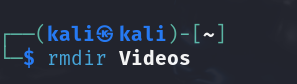 ┌──(kali㉿kali)-[~]
└─$ rmdir Videos